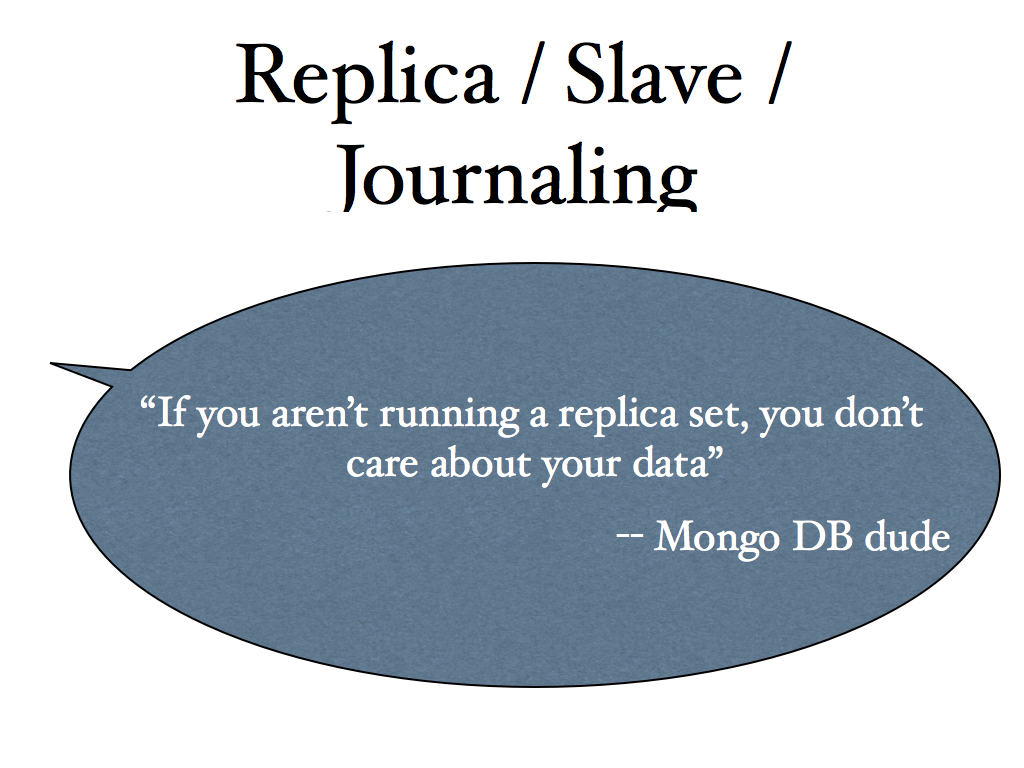 Replica / Slave /
Journaling
“If you aren’t running a replica set, you don’t
care about your data”
-- Mongo DB dude